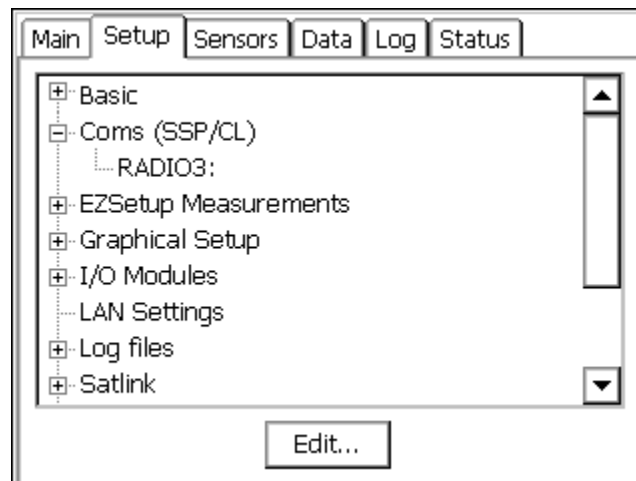 Main Setup Sensors Data Log Status
Basic
Coms (SSP/CL)
RADIO3:
EZSetup Measurements
Graphical Setup
I/O Modules
LAN Settings
Log files
Satlink
Edit...